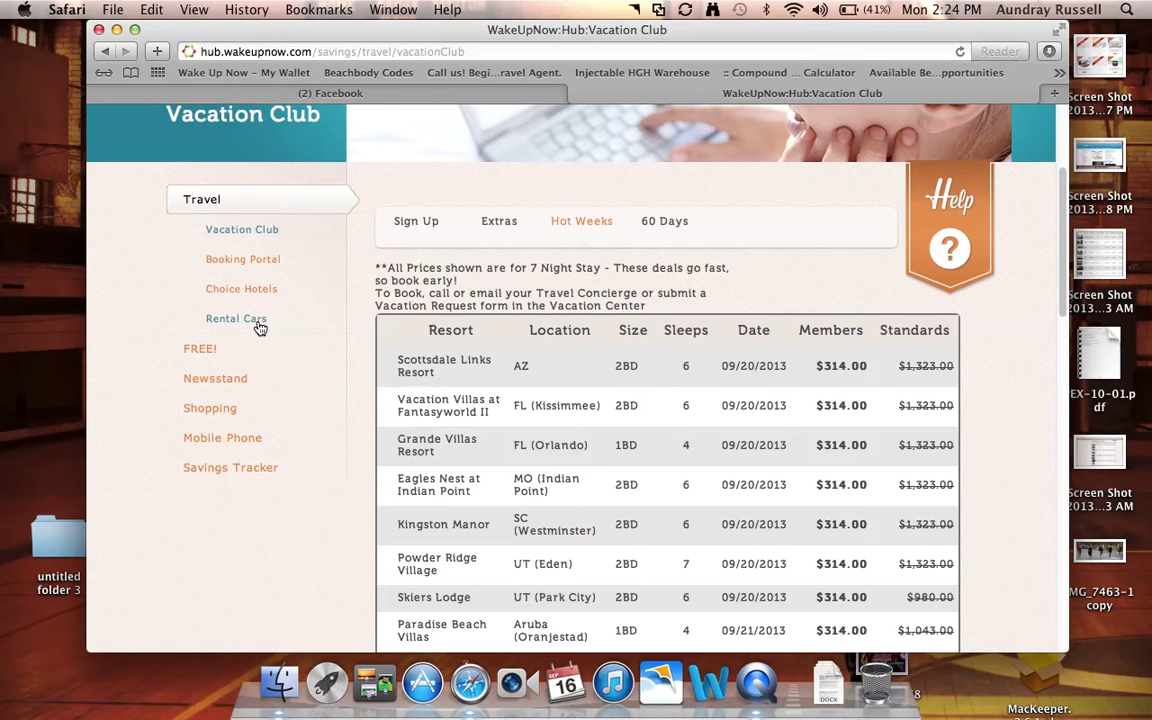 Safari File Edit View History Bookmarks Window Help (41%) Mon 2:24 PM Aundray Russell
WakeUpNow:Hub:Vacation Club
hub.wakeupnow.com/savings/travel/vacationClub Reader
Wake Up Now – My Wallet Beachbody Codes Call us! Begi...ravel Agent. Injectable HGH Warehouse :: Compound ... Calculator Available Be...pportunities
(2) Facebook WakeUpNow:Hub:Vacation Club
Vacation Club
Travel
Vacation Club
Booking Portal
Choice Hotels
Rental Cars
FREE!
Newsstand
Shopping
Mobile Phone
Savings Tracker
Sign Up Extras Hot Weeks 60 Days
Help
?
**All Prices shown are for 7 Night Stay - These deals go fast,
so book early!
To Book, call or email your Travel Concierge or submit a
Vacation Request form in the Vacation Center
Resort Location Size Sleeps Date Members Standards
Scottsdale Links Resort AZ 2BD 6 09/20/2013 $314.00 $1,323.00
Vacation Villas at Fantasyworld II FL (Kissimmee) 2BD 6 09/20/2013 $314.00 $1,323.00
Grande Villas Resort FL (Orlando) 1BD 4 09/20/2013 $314.00 $1,323.00
Eagles Nest at Indian Point MO (Indian Point) 2BD 6 09/20/2013 $314.00 $1,323.00
Kingston Manor SC (Westminster) 2BD 6 09/20/2013 $314.00 $1,323.00
Powder Ridge Village UT (Eden) 2BD 7 09/20/2013 $314.00 $1,323.00
Skiers Lodge UT (Park City) 2BD 6 09/20/2013 $314.00 $980.00
Paradise Beach Villas Aruba (Oranjestad) 1BD 4 09/21/2013 $314.00 $1,043.00
Screen Shot
2013...7 PM
Screen Shot
2013...8 PM
Screen Shot
2013...3 AM
EX-10-01.p
df
Screen Shot
2013...3 AM
MG_7463-1
copy
MacKeeper.
untitled
folder 3
SEP
16
DOCX